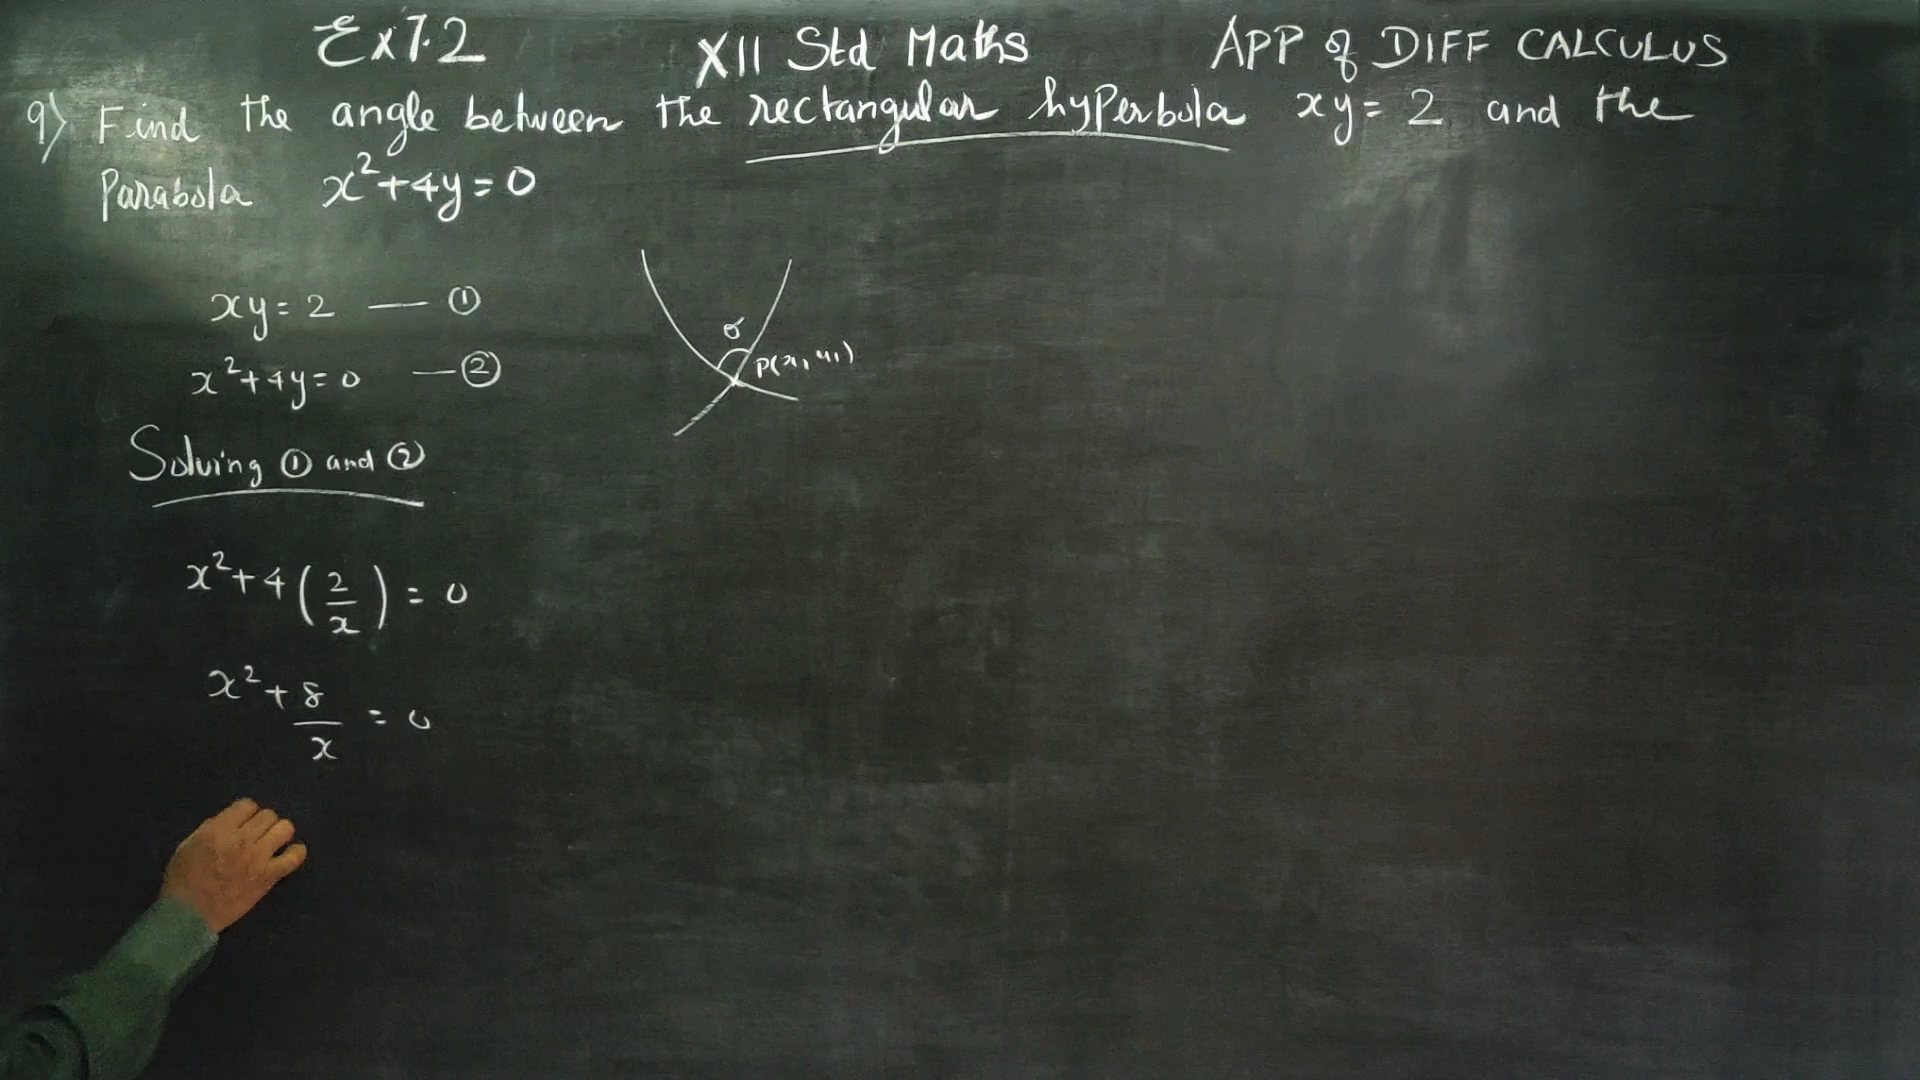 Ex 7.2 XII Std Maths APP of DIFF CALCULUS
9) Find the angle between the rectangular hyperbola xy = 2 and the
Parabola x²+4y=0
xy = 2 — ①
x²+4y=0 — ②
θ
P(x₁, y₁)
Solving ① and ②
x²+4(2/x) = 0
x²+8/x = 0